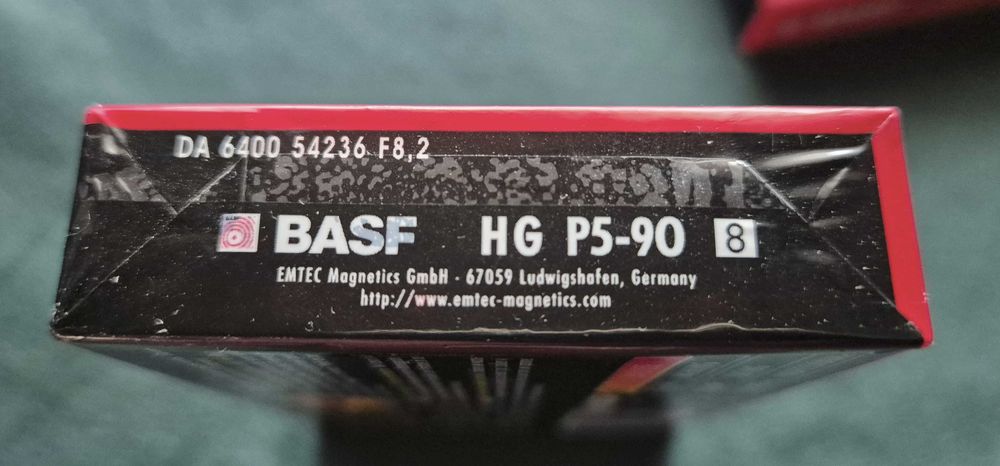 DA 6400 54236 F8,2
BASF HG P5-90 8
EMTEC Magnetics GmbH · 67059 Ludwigshafen, Germany
http://www.emtec-magnetics.com